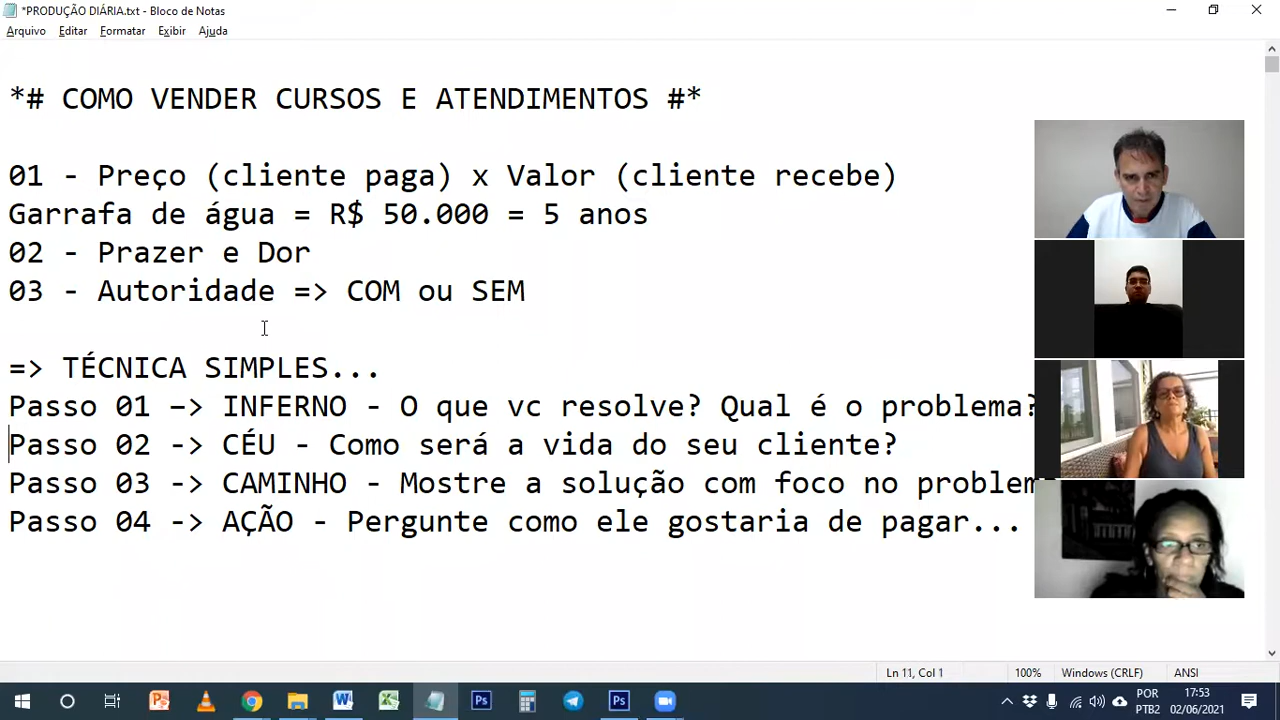 *PRODUÇÃO DIÁRIA.txt - Bloco de Notas
Arquivo Editar Formatar Exibir Ajuda
*# COMO VENDER CURSOS E ATENDIMENTOS #*
01 - Preço (cliente paga) x Valor (cliente recebe)
Garrafa de água = R$ 50.000 = 5 anos
02 - Prazer e Dor
03 - Autoridade => COM ou SEM
=> TÉCNICA SIMPLES...
Passo 01 –> INFERNO - O que vc resolve? Qual é o problema?
Passo 02 -> CÉU - Como será a vida do seu cliente?
Passo 03 -> CAMINHO - Mostre a solução com foco no problema
Passo 04 -> AÇÃO - Pergunte como ele gostaria de pagar...
Ln 11, Col 1 100% Windows (CRLF) ANSI
POR 17:53
PTB2 02/06/2021